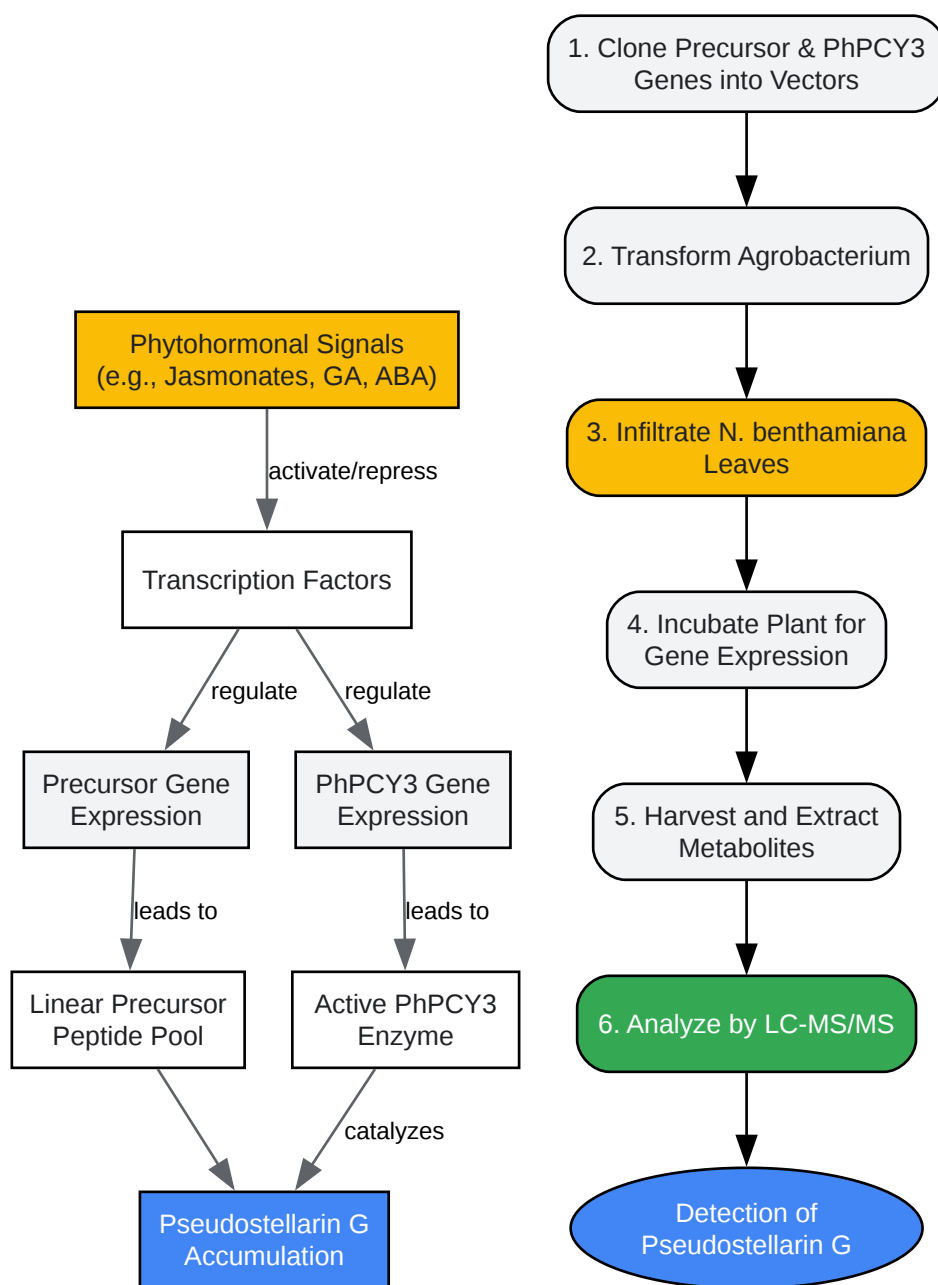 Phytohormonal Signals
(e.g., Jasmonates, GA, ABA)
activate/repress
Transcription Factors
regulate
regulate
Precursor Gene
Expression
PhPCY3 Gene
Expression
leads to
leads to
Linear Precursor
Peptide Pool
Active PhPCY3
Enzyme
catalyzes
Pseudostellarin G
Accumulation
1. Clone Precursor & PhPCY3
Genes into Vectors
2. Transform Agrobacterium
3. Infiltrate N. benthamiana
Leaves
4. Incubate Plant for
Gene Expression
5. Harvest and Extract
Metabolites
6. Analyze by LC-MS/MS
Detection of
Pseudostellarin G